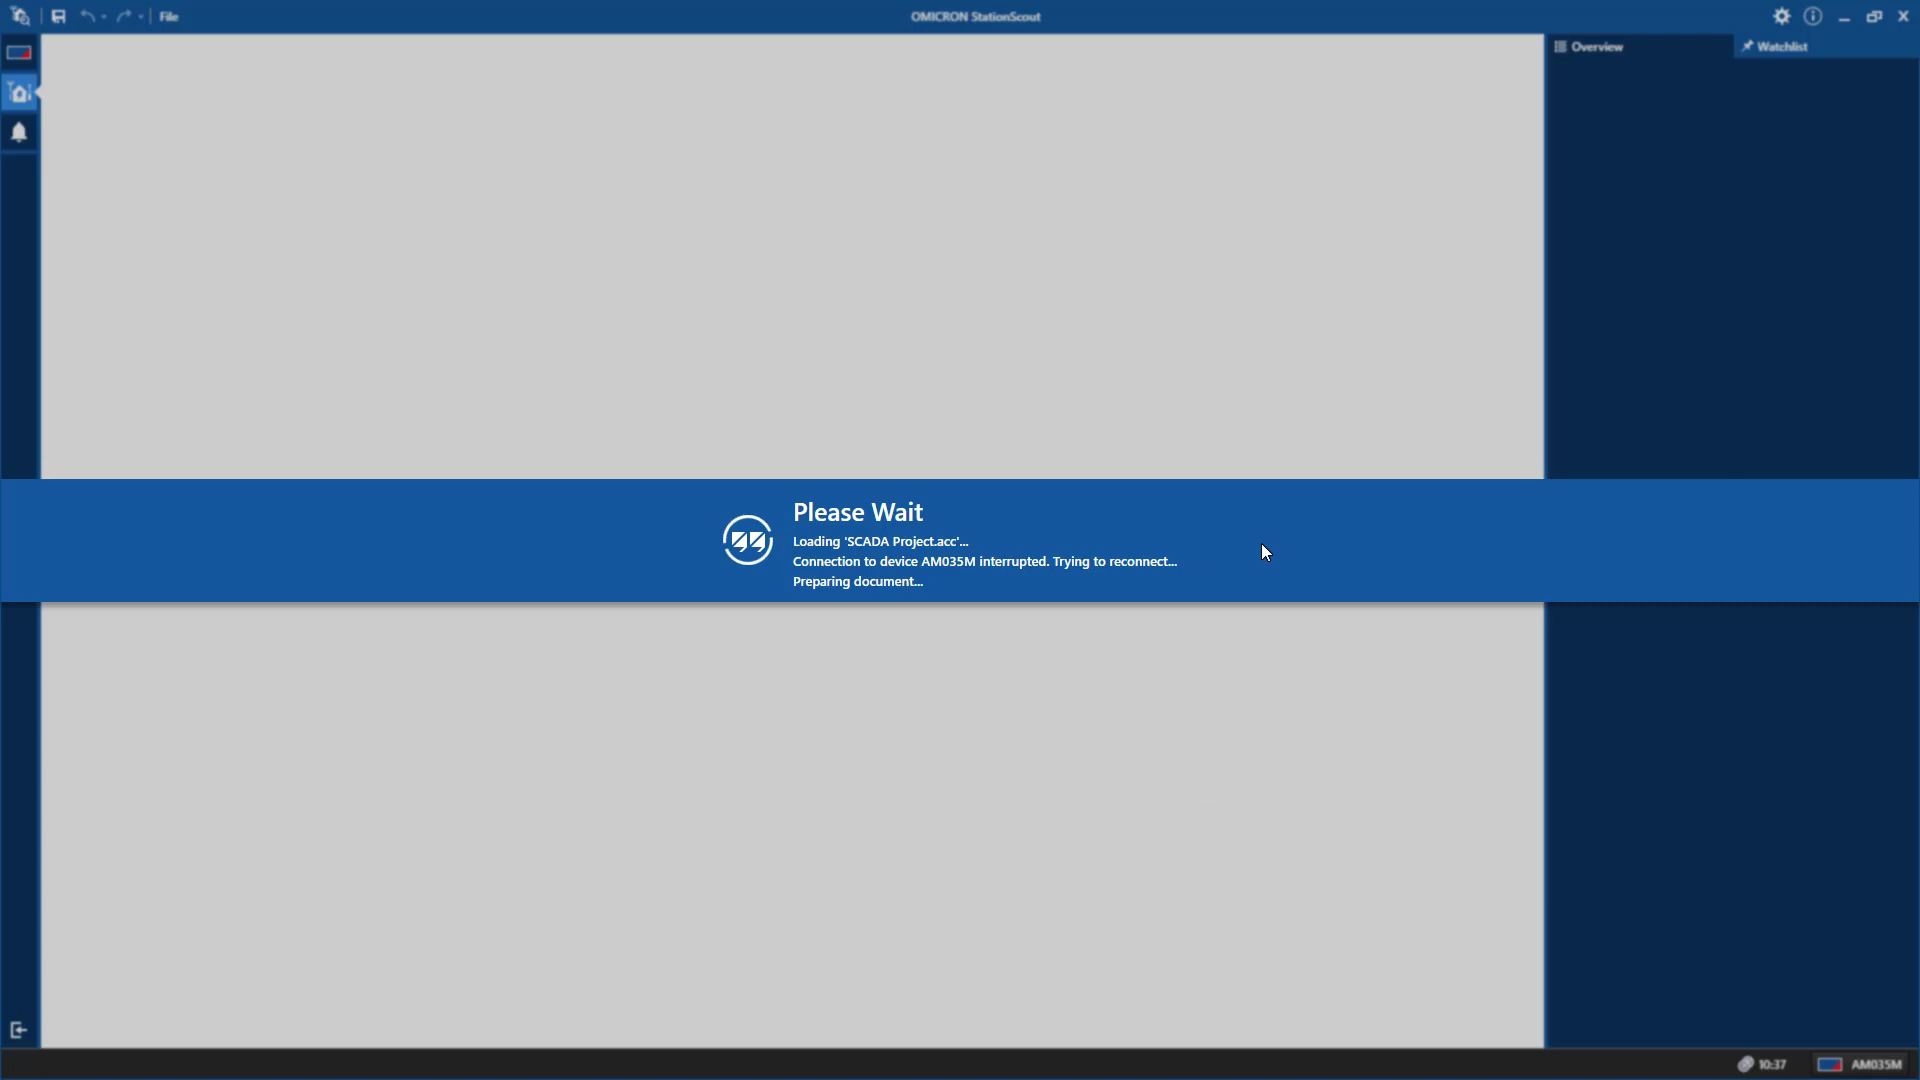 File
OMICRON StationScout
Overview
Watchlist
Please Wait
Loading 'SCADA Project.acc'...
Connection to device AM035M interrupted. Trying to reconnect...
Preparing document...
10:37
AM035M